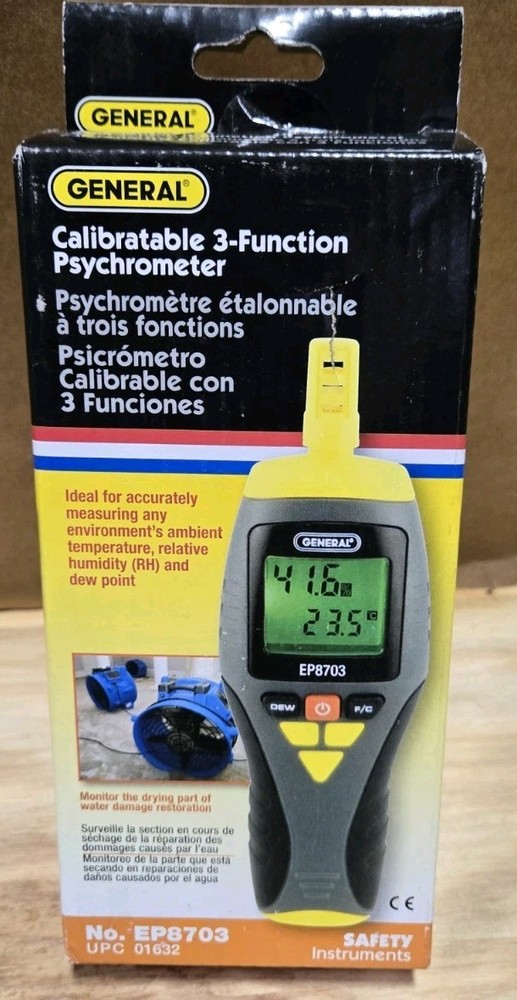 GENERAL
GENERAL®
Calibratable 3-Function
Psychrometer
Psychromètre étalonnable
à trois fonctions
Psicrómetro
Calibrable con
3 Funciones
Ideal for accurately
measuring any
environment's ambient
temperature, relative
humidity (RH) and
dew point
GENERAL®
41.6%
23.5°C
EP8703
DEW
F/C
Monitor the drying part of
water damage restoration
Surveille la section en cours de
séchage de la réparation des
dommages causés par l'eau
Monitoreo de la parte que está
secando en reparaciones de
daños causados por el agua
CE
No. EP8703
UPC 01632
SAFETY
Instruments